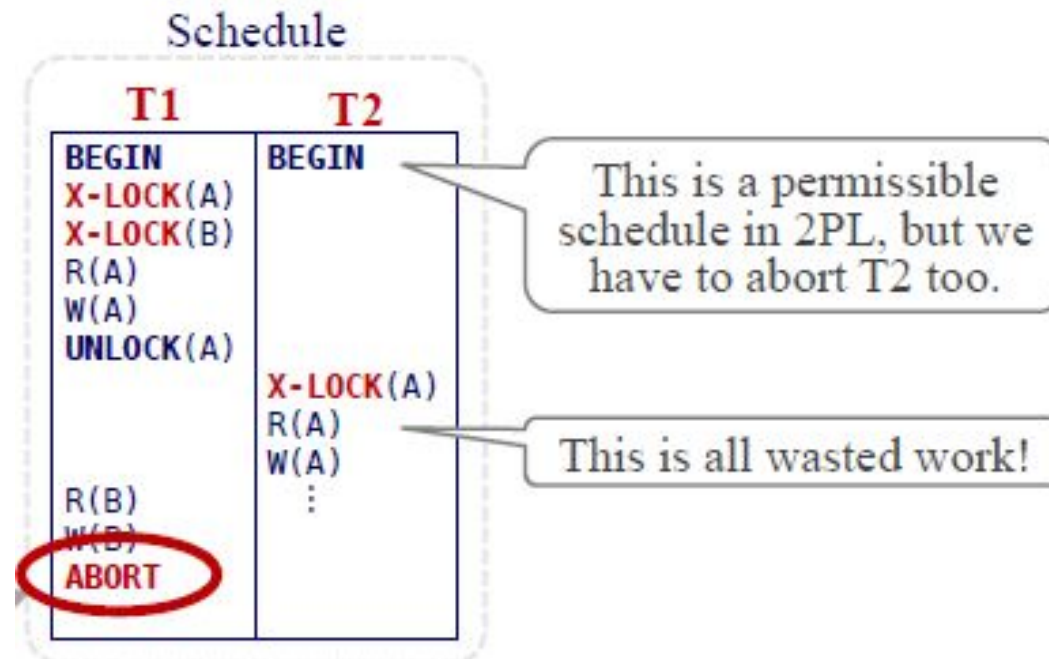 Schedule
T1 T2
BEGIN BEGIN
X-LOCK(A)
X-LOCK(B)
R(A)
W(A)
UNLOCK(A)
X-LOCK(A)
R(A)
W(A)
⋮
R(B)
W(B)
ABORT
This is a permissible
schedule in 2PL, but we
have to abort T2 too.
This is all wasted work!